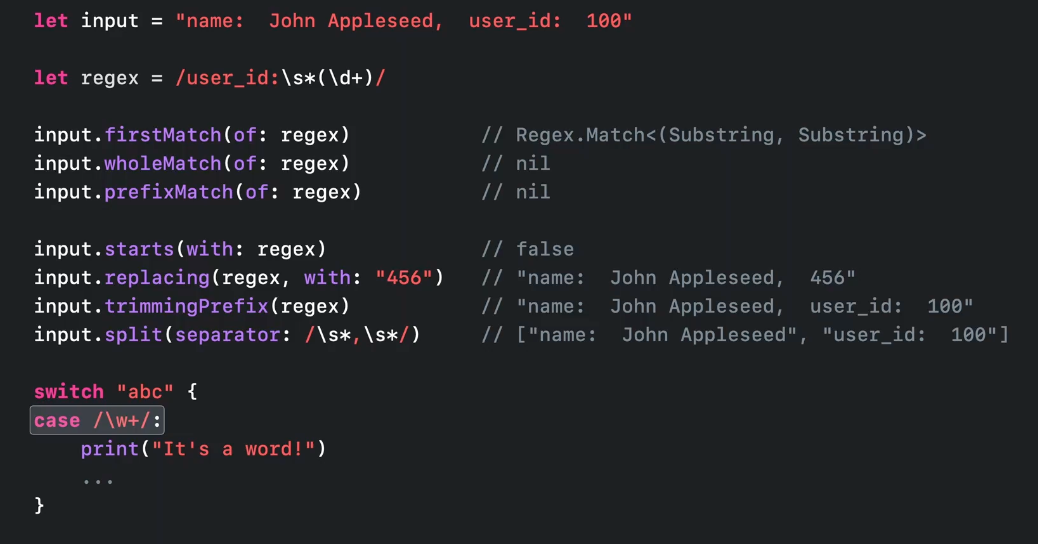 let input = "name:  John Appleseed,  user_id:  100"
let regex = /user_id:\s*(\d+)/
input.firstMatch(of: regex)           // Regex.Match<(Substring, Substring)>
input.wholeMatch(of: regex)           // nil
input.prefixMatch(of: regex)          // nil
input.starts(with: regex)             // false
input.replacing(regex, with: "456")   // "name:  John Appleseed,  456"
input.trimmingPrefix(regex)           // "name:  John Appleseed,  user_id:  100"
input.split(separator: /\s*,\s*/)     // ["name:  John Appleseed", "user_id:  100"]
switch "abc" {
case /\w+/:
    print("It's a word!")
    ...
}